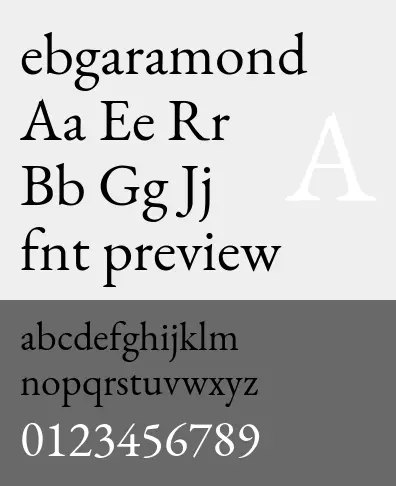 ebgaramond
Aa Ee Rr
A
Bb Gg Jj
fnt preview
abcdefghijklm
nopqrstuvwxyz
0123456789